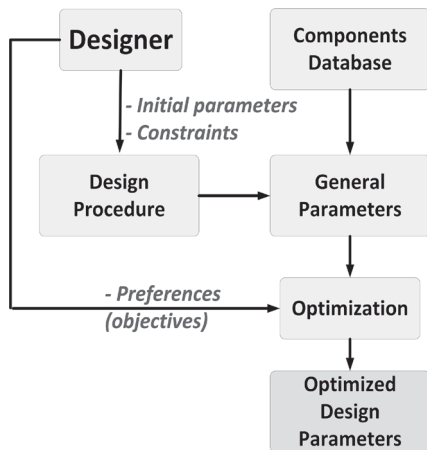 Designer
Components
Database
- Initial parameters
- Constraints
Design
Procedure
General
Parameters
- Preferences
(objectives)
Optimization
Optimized
Design
Parameters